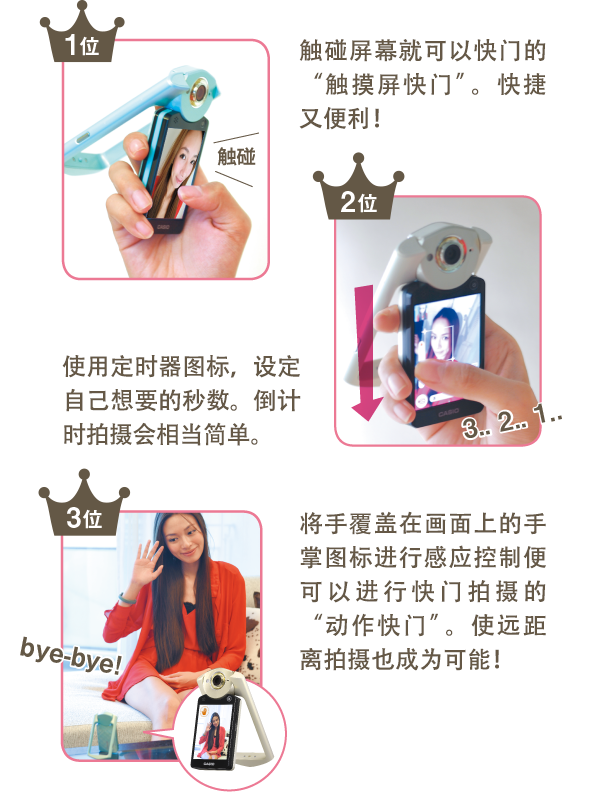 1位
触碰屏幕就可以快门的
“触摸屏快门”。快捷
又便利！
触碰
CASIO
2位
使用定时器图标，设定
自己想要的秒数。倒计
时拍摄会相当简单。
CASIO
3.. 2.. 1..
3位
将手覆盖在画面上的手
掌图标进行感应控制便
可以进行快门拍摄的
“动作快门”。使远距
离拍摄也成为可能！
bye-bye!
CASIO